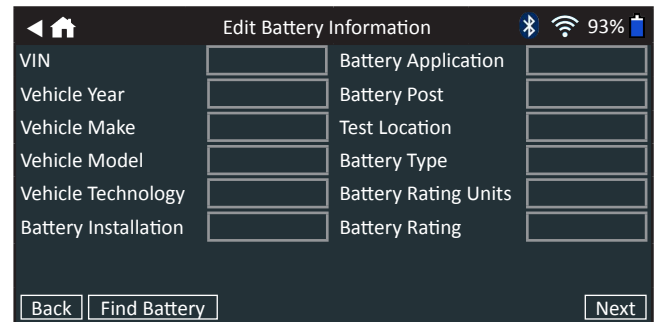 Edit Battery Information 93%
VIN Battery Application
Vehicle Year Battery Post
Vehicle Make Test Location
Vehicle Model Battery Type
Vehicle Technology Battery Rating Units
Battery Installation Battery Rating
Back Find Battery Next